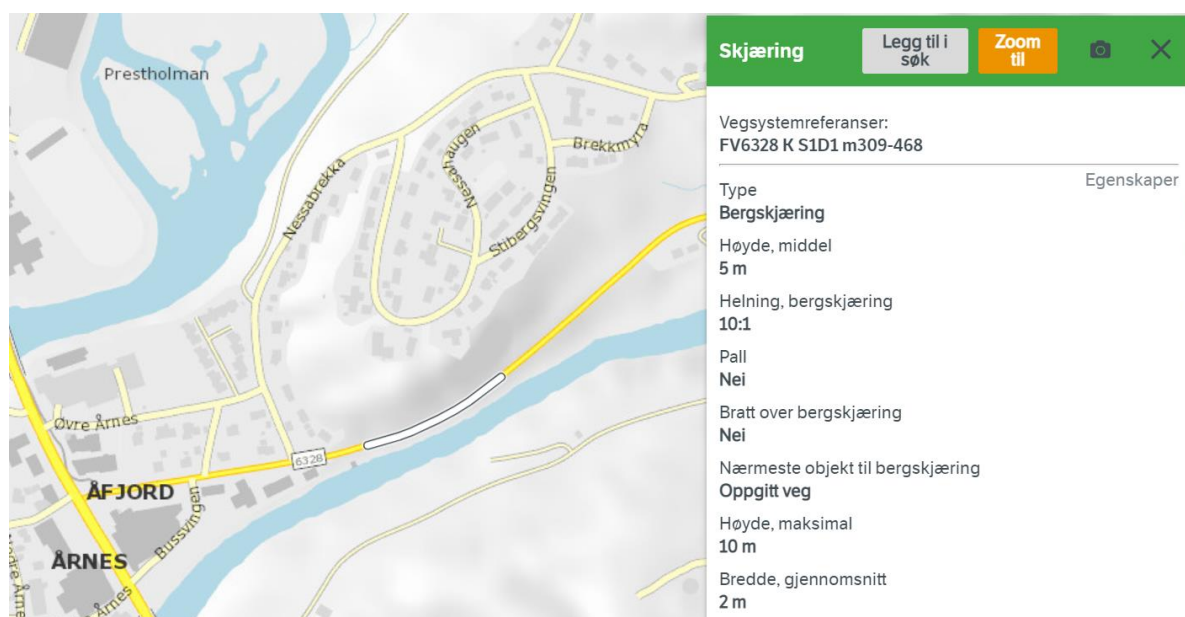 Prestholman
Nessabrekka
Nessahaugen
Brekkmyra
Stibergsvingen
Øvre Årnes
6328
ÅFJORD
Bussvingen
ÅRNES
Årnes
Skjæring
Legg til i
søk
Zoom
til
Vegsystemreferanser:
FV6328 K S1D1 m309-468
Egenskaper
Type
Bergskjæring
Høyde, middel
5 m
Helning, bergskjæring
10:1
Pall
Nei
Bratt over bergskjæring
Nei
Nærmeste objekt til bergskjæring
Oppgitt veg
Høyde, maksimal
10 m
Bredde, gjennomsnitt
2 m